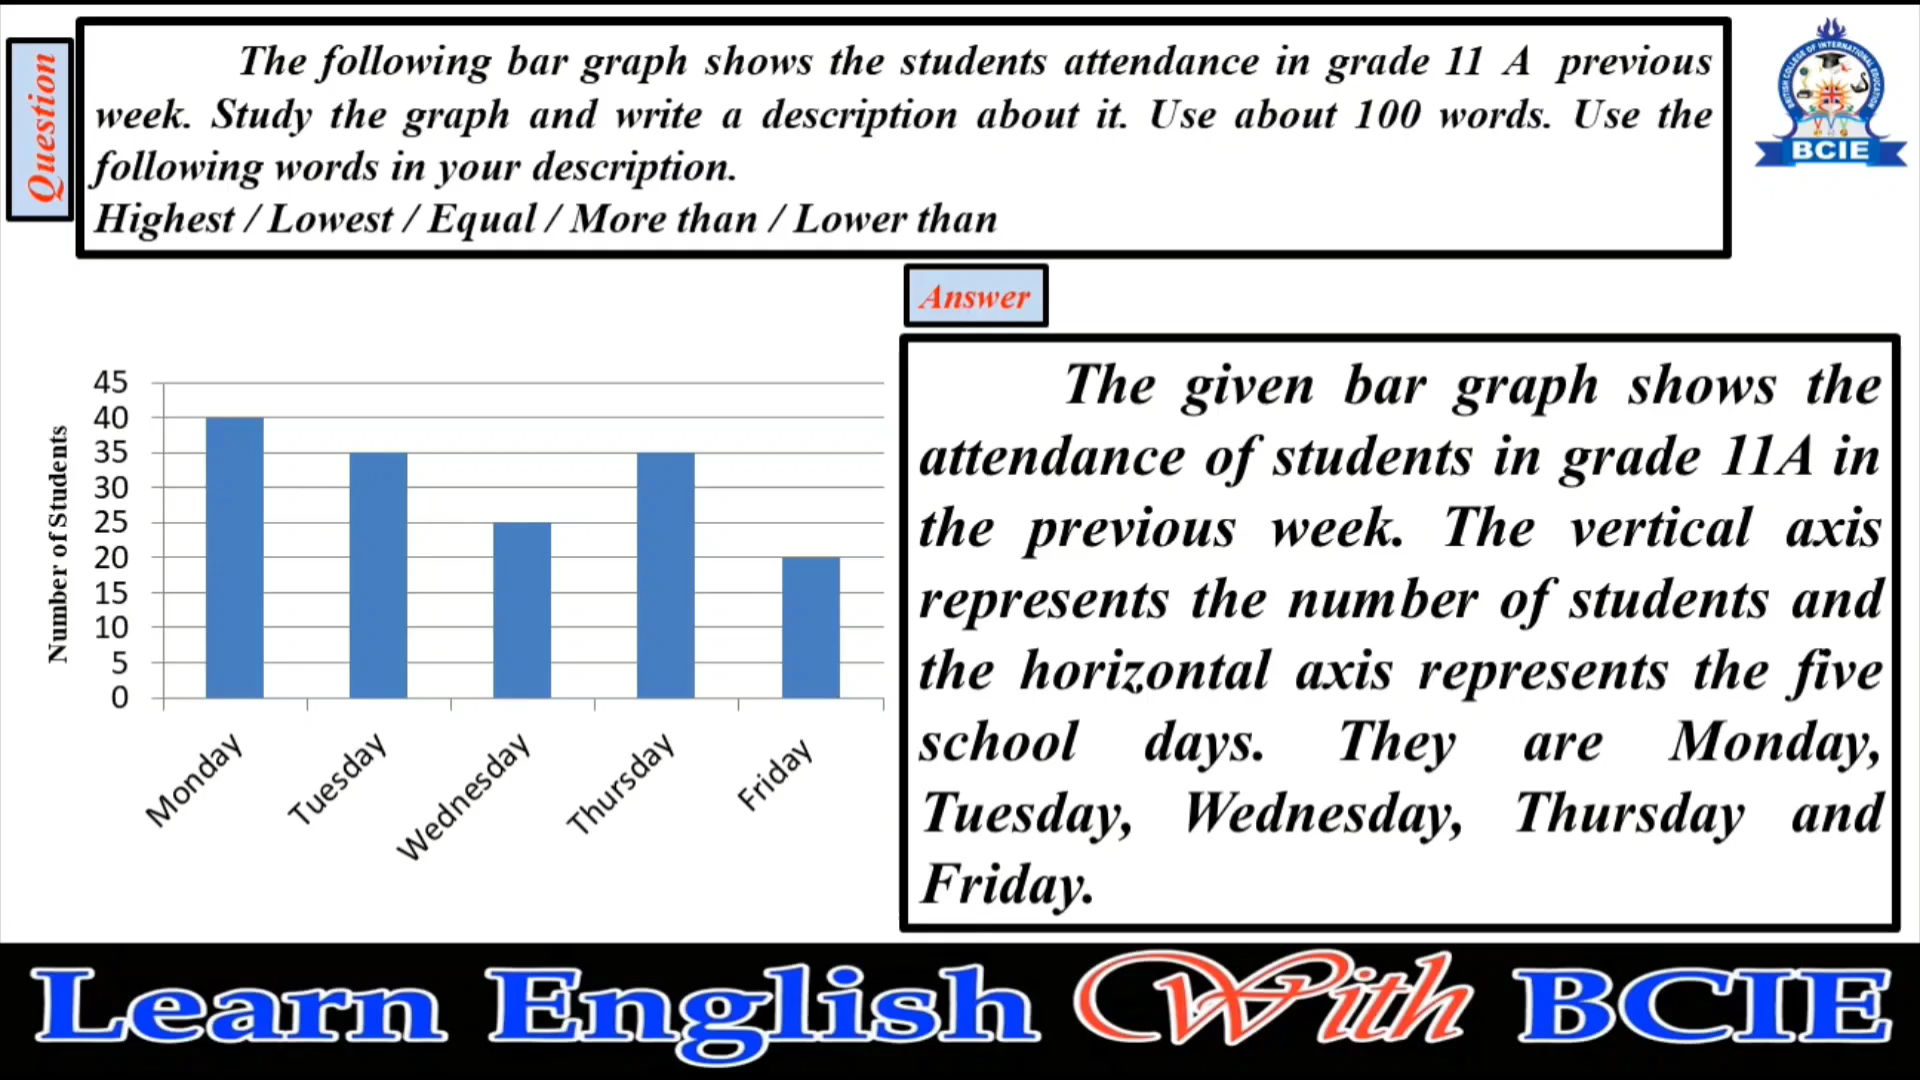 Question
The following bar graph shows the students attendance in grade 11 A previous
week. Study the graph and write a description about it. Use about 100 words. Use the
following words in your description.
Highest / Lowest / Equal / More than / Lower than
BRITISH COLLEGE OF INTERNATIONAL EDUCATION
BCIE
Answer
Number of Students
45
40
35
30
25
20
15
10
5
0
Monday
Tuesday
Wednesday
Thursday
Friday
The given bar graph shows the
attendance of students in grade 11A in
the previous week. The vertical axis
represents the number of students and
the horizontal axis represents the five
school days. They are Monday,
Tuesday, Wednesday, Thursday and
Friday.
Learn English With BCIE